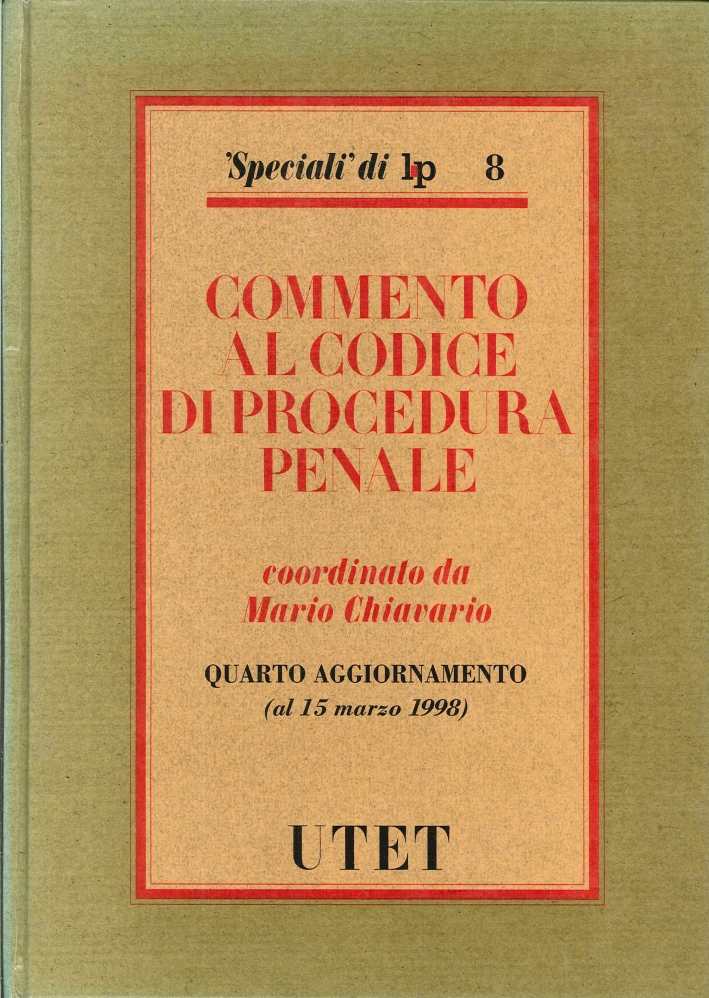 'Speciali' di lp 8
COMMENTO
AL CODICE
DI PROCEDURA
PENALE
coordinato da
Mario Chiavario
QUARTO AGGIORNAMENTO
(al 15 marzo 1998)
UTET